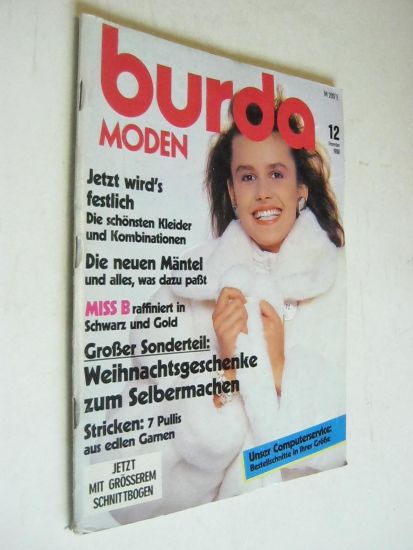 burda
MODEN
12
Dezember
Jetzt wird's
festlich
Die schönsten Kleider
und Kombinationen
Die neuen Mäntel
und alles, was dazu paßt
MISS B raffiniert in
Schwarz und Gold
Großer Sonderteil:
Weihnachtsgeschenke
zum Selbermachen
Stricken: 7 Pullis
aus edlen Garnen
JETZT
MIT GRÖSSEREM
SCHNITTBOGEN
Unser Computerservice:
Bestellschnitte in Ihrer Größe